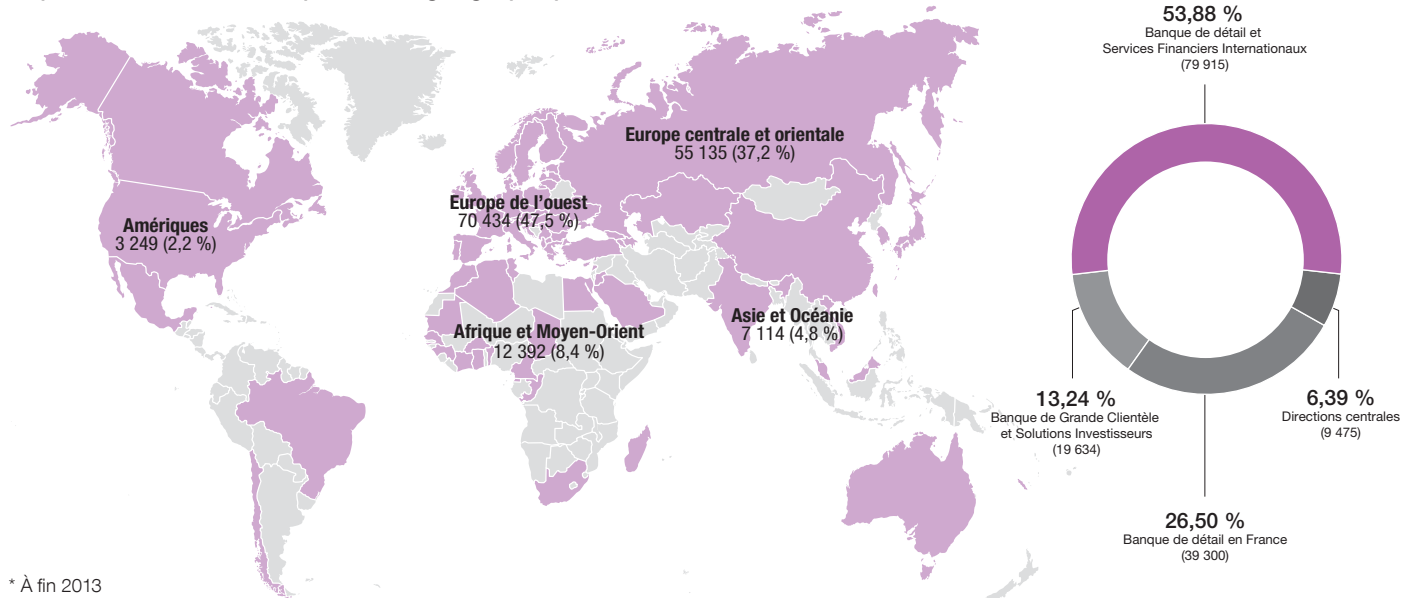 Amériques
3 249 (2,2 %)
Europe de l’ouest
70 434 (47,5 %)
Europe centrale et orientale
55 135 (37,2 %)
Afrique et Moyen-Orient
12 392 (8,4 %)
Asie et Océanie
7 114 (4,8 %)
* À fin 2013
53,88 %
Banque de détail et
Services Financiers Internationaux
(79 915)
13,24 %
Banque de Grande Clientèle
et Solutions Investisseurs
(19 634)
6,39 %
Directions centrales
(9 475)
26,50 %
Banque de détail en France
(39 300)